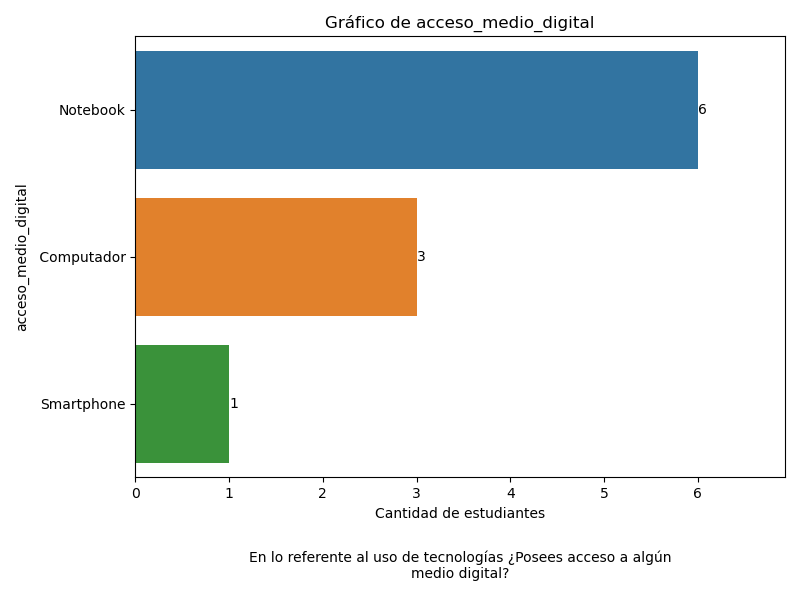 Gráfico de acceso_medio_digital
acceso_medio_digital
Notebook
6
Computador
3
Smartphone
1
0 1 2 3 4 5 6
Cantidad de estudiantes
En lo referente al uso de tecnologías ¿Posees acceso a algún
medio digital?